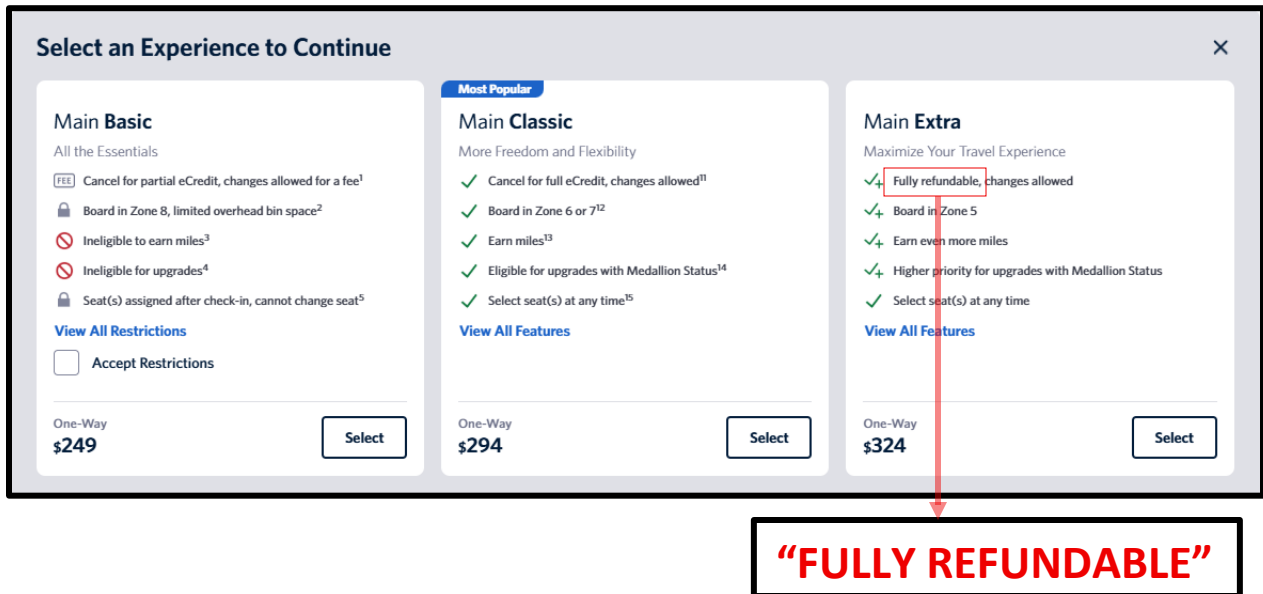 Select an Experience to Continue
Most Popular
Main Basic
All the Essentials
FEE Cancel for partial eCredit, changes allowed for a fee¹
Board in Zone 8, limited overhead bin space²
Ineligible to earn miles³
Ineligible for upgrades⁴
Seat(s) assigned after check-in, cannot change seat⁵
View All Restrictions
Accept Restrictions
One-Way
$249
Select
Main Classic
More Freedom and Flexibility
Cancel for full eCredit, changes allowed¹¹
Board in Zone 6 or 7¹²
Earn miles¹³
Eligible for upgrades with Medallion Status¹⁴
Select seat(s) at any time¹⁵
View All Features
One-Way
$294
Select
Main Extra
Maximize Your Travel Experience
Fully refundable, changes allowed
Board in Zone 5
Earn even more miles
Higher priority for upgrades with Medallion Status
Select seat(s) at any time
View All Features
One-Way
$324
Select
“FULLY REFUNDABLE”